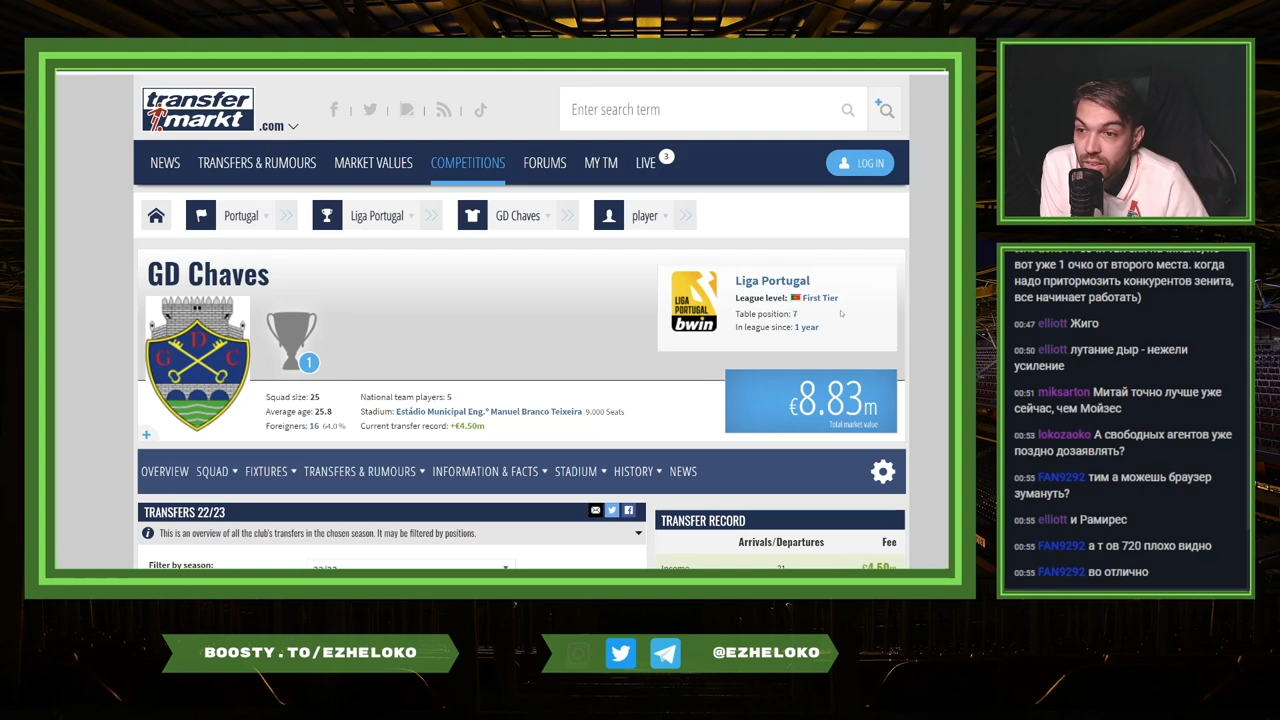 transfer
markt .com
Enter search term
NEWS TRANSFERS & RUMOURS MARKET VALUES COMPETITIONS FORUMS MY TM LIVE 3 LOG IN
Portugal Liga Portugal GD Chaves player
GD Chaves
G D C
1
LIGA
PORTUGAL
bwin
Liga Portugal
League level: First Tier
Table position: 7
In league since: 1 year
Squad size: 25
Average age: 25.8
Foreigners: 16 64.0 %
National team players: 5
Stadium: Estádio Municipal Eng.º Manuel Branco Teixeira 9.000 Seats
Current transfer record: +€4.50m
€8.83m
Total market value
OVERVIEW SQUAD FIXTURES TRANSFERS & RUMOURS INFORMATION & FACTS STADIUM HISTORY NEWS
TRANSFERS 22/23
This is an overview of all the club's transfers in the chosen season. It may be filtered by positions.
Filter by season:
TRANSFER RECORD
Arrivals/Departures Fee
вот уже 1 очко от второго места. когда
надо притормозить конкурентов зенита,
все начинает работать)
00:47 elliott Жиго
00:50 elliott лутание дыр - нежели
усиление
00:51 miksarton Митай точно лучше уже
сейчас, чем Мойзес
00:53 lokozaoko А свободных агентов уже
поздно дозаявлять?
00:55 FAN9292 тим а можешь браузер
зумануть?
00:55 elliott и Рамирес
00:55 FAN9292 а т ов 720 плохо видно
00:55 FAN9292 во отлично
BOOSTY.TO/EZHELOKO
@EZHELOKO